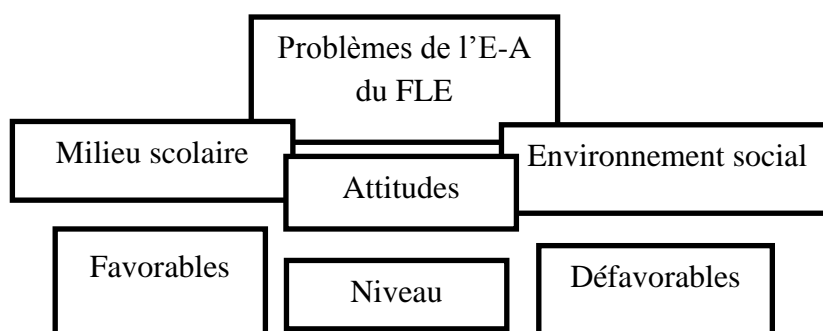 Problèmes de l’E-A
du FLE
Milieu scolaire
Environnement social
Attitudes
Favorables
Niveau
Défavorables